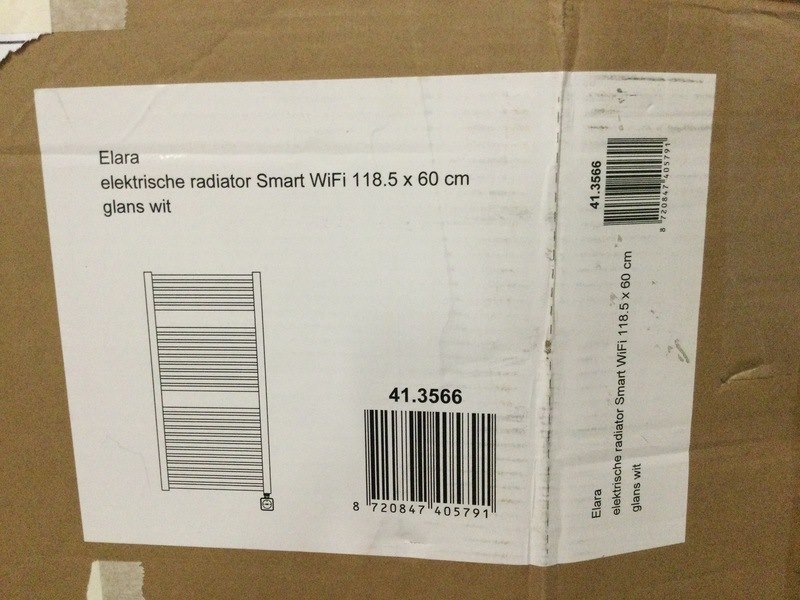 Elara
elektrische radiator Smart WiFi 118.5 x 60 cm
glans wit
41.3566
8 720847 405791
41.3566
8 720847 405791
Elara
elektrische radiator Smart WiFi 118.5 x 60 cm
glans wit